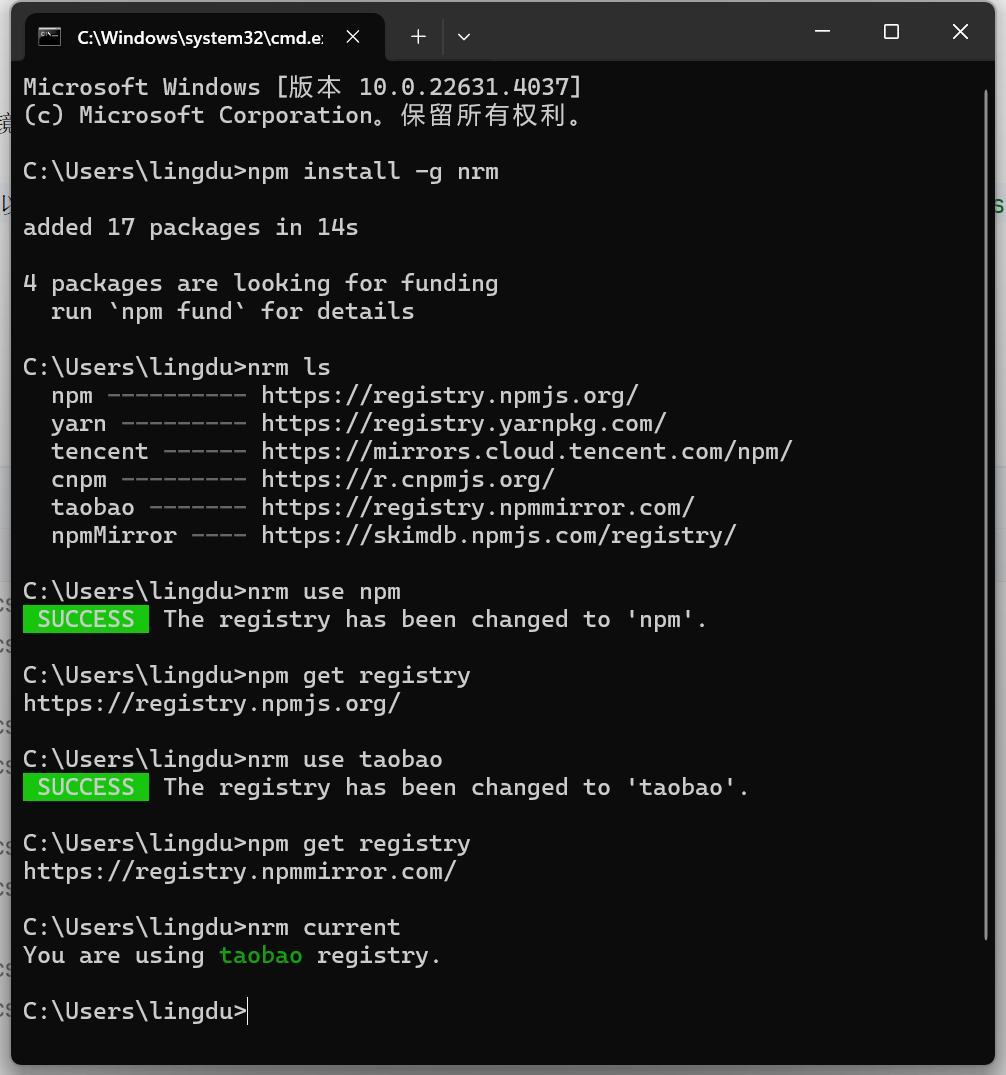 C:\Windows\system32\cmd.e
Microsoft Windows [版本 10.0.22631.4037]
(c) Microsoft Corporation。保留所有权利。
C:\Users\lingdu>npm install -g nrm
added 17 packages in 14s
4 packages are looking for funding
run `npm fund` for details
C:\Users\lingdu>nrm ls
npm ---------- https://registry.npmjs.org/
yarn --------- https://registry.yarnpkg.com/
tencent ------ https://mirrors.cloud.tencent.com/npm/
cnpm --------- https://r.cnpmjs.org/
taobao ------- https://registry.npmmirror.com/
npmMirror ---- https://skimdb.npmjs.com/registry/
C:\Users\lingdu>nrm use npm
SUCCESS The registry has been changed to 'npm'.
C:\Users\lingdu>npm get registry
https://registry.npmjs.org/
C:\Users\lingdu>nrm use taobao
SUCCESS The registry has been changed to 'taobao'.
C:\Users\lingdu>npm get registry
https://registry.npmmirror.com/
C:\Users\lingdu>nrm current
You are using taobao registry.
C:\Users\lingdu>